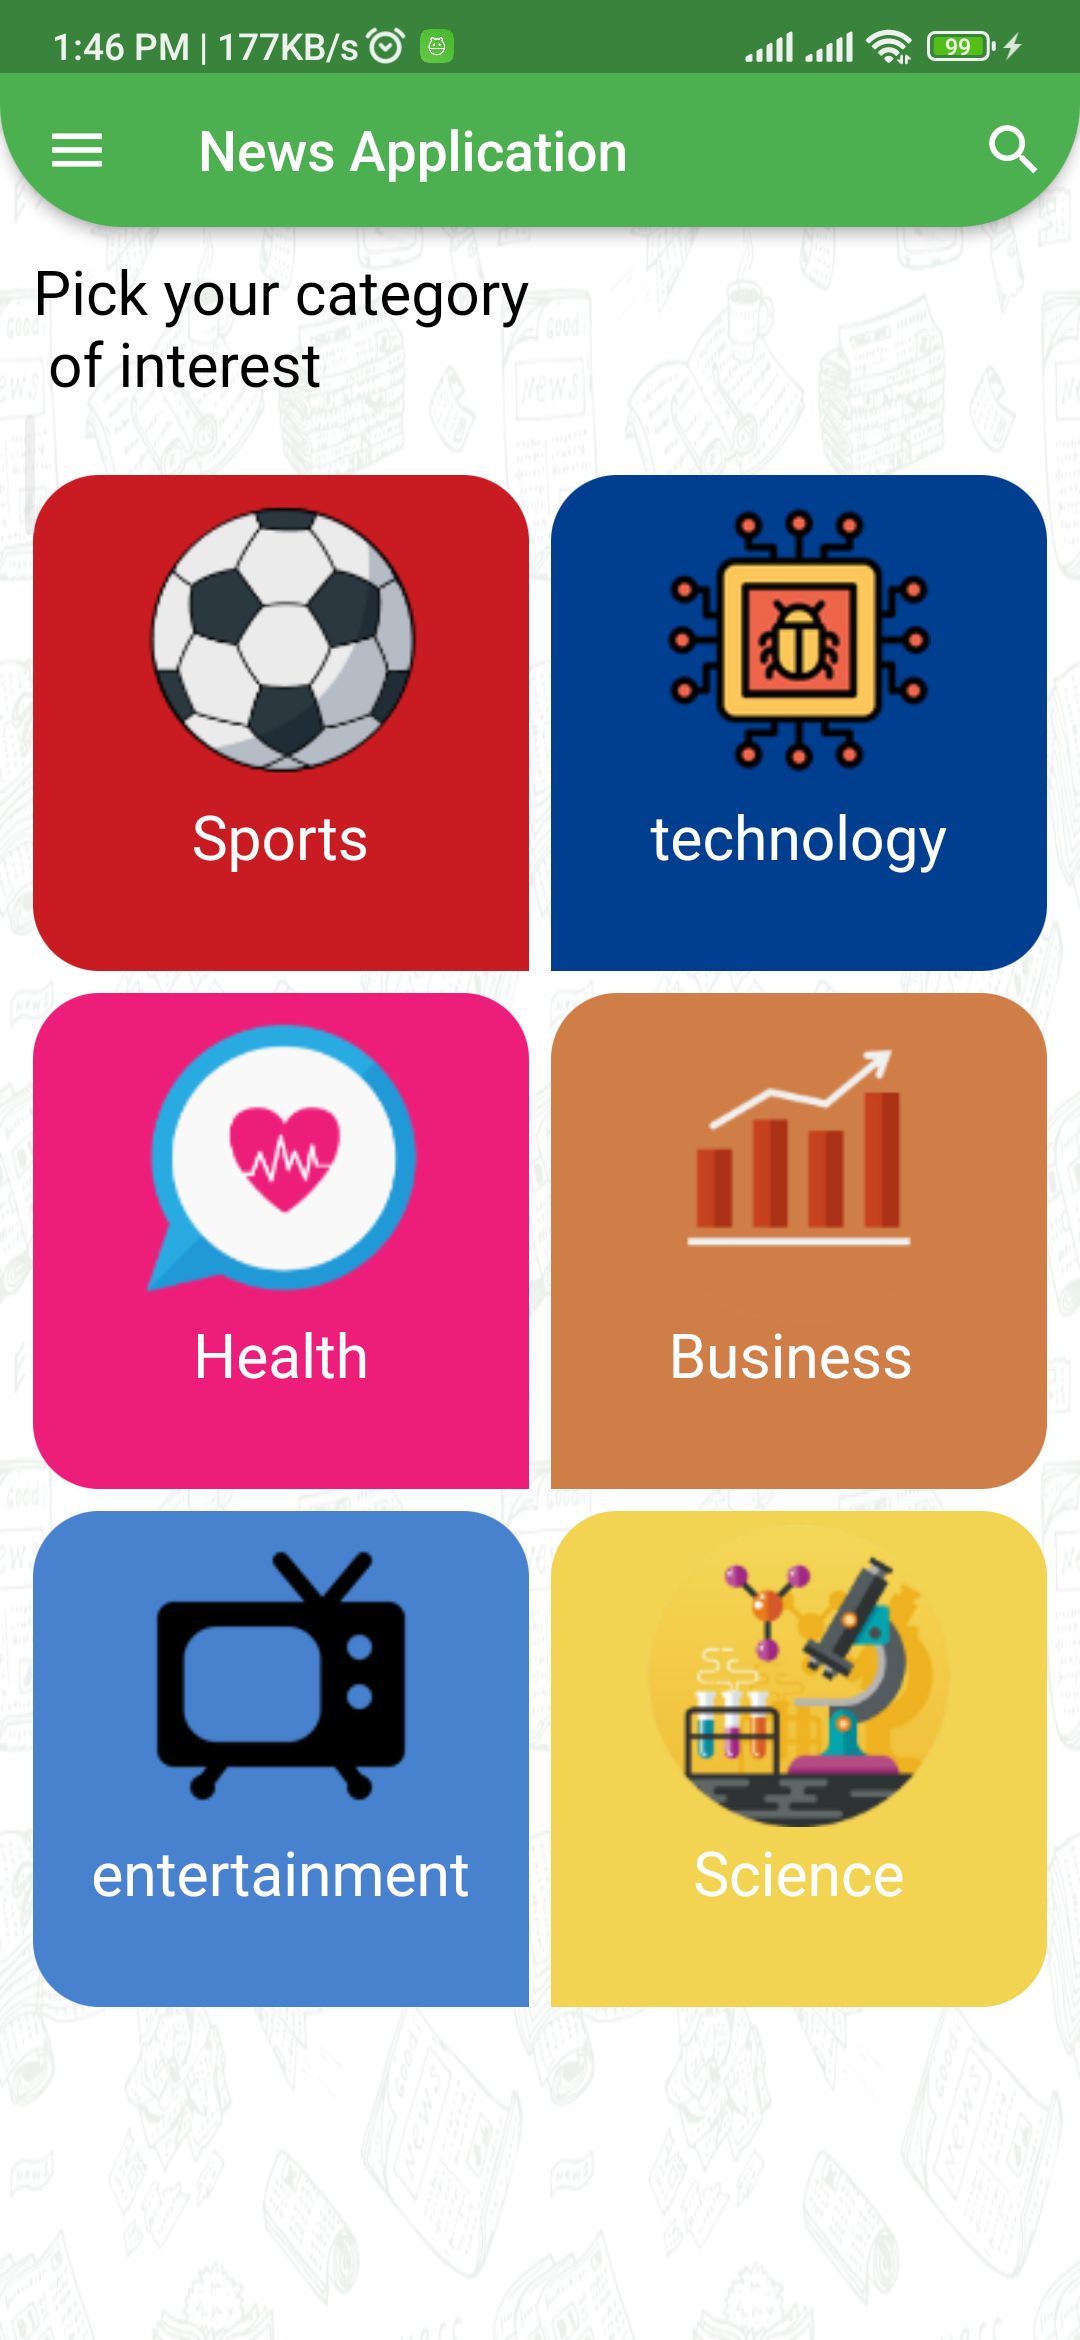 1:46 PM | 177KB/s
99
News Application
Pick your category
of interest
Sports
technology
Health
Business
entertainment
Science